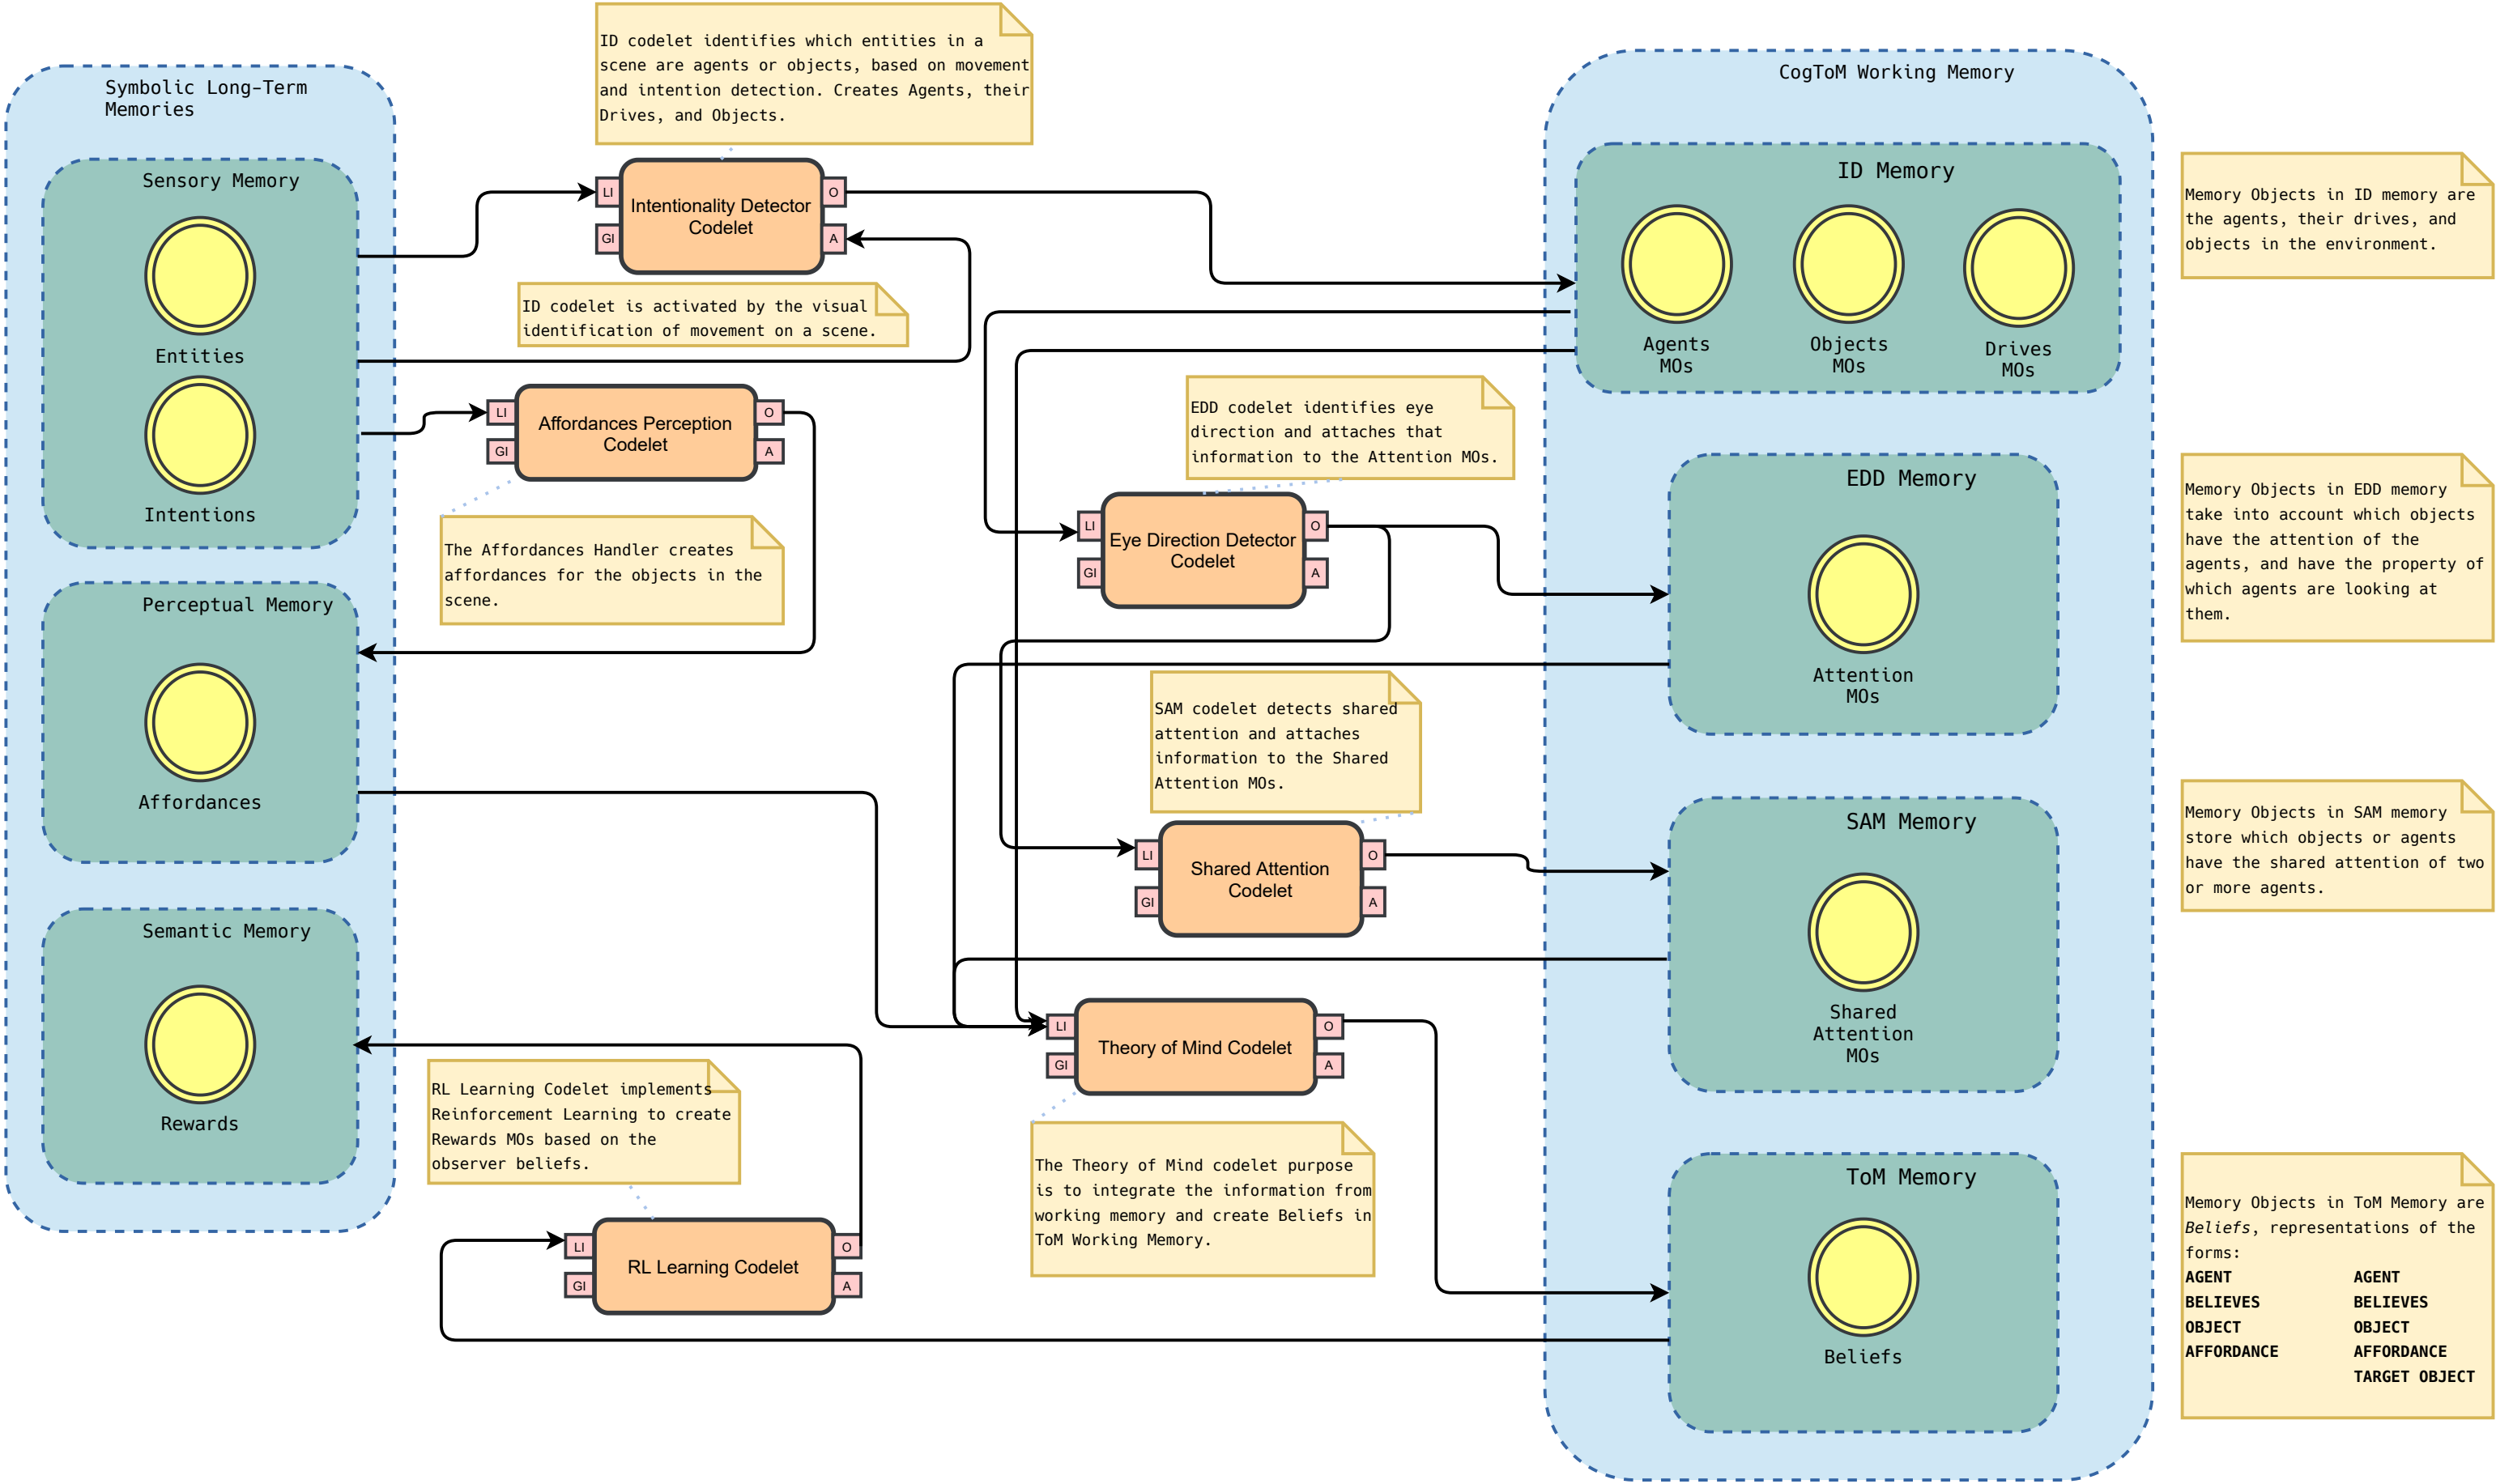 Symbolic Long-Term
Memories
Sensory Memory
Entities
Intentions
Perceptual Memory
Affordances
Semantic Memory
Rewards
ID codelet identifies which entities in a
scene are agents or objects, based on movement
and intention detection. Creates Agents, their
Drives, and Objects.
LI
GI
Intentionality Detector
Codelet
O
A
ID codelet is activated by the visual
identification of movement on a scene.
LI
GI
Affordances Perception
Codelet
O
A
The Affordances Handler creates
affordances for the objects in the
scene.
EDD codelet identifies eye
direction and attaches that
information to the Attention MOs.
LI
GI
Eye Direction Detector
Codelet
O
A
SAM codelet detects shared
attention and attaches
information to the Shared
Attention MOs.
LI
GI
Shared Attention
Codelet
O
A
LI
GI
Theory of Mind Codelet
O
A
The Theory of Mind codelet purpose
is to integrate the information from
working memory and create Beliefs in
ToM Working Memory.
RL Learning Codelet implements
Reinforcement Learning to create
Rewards MOs based on the
observer beliefs.
LI
GI
RL Learning Codelet
O
A
CogToM Working Memory
ID Memory
Agents
MOs
Objects
MOs
Drives
MOs
EDD Memory
Attention
MOs
SAM Memory
Shared
Attention
MOs
ToM Memory
Beliefs
Memory Objects in ID memory are
the agents, their drives, and
objects in the environment.
Memory Objects in EDD memory
take into account which objects
have the attention of the
agents, and have the property of
which agents are looking at
them.
Memory Objects in SAM memory
store which objects or agents
have the shared attention of two
or more agents.
Memory Objects in ToM Memory are
Beliefs, representations of the
forms:
AGENT AGENT
BELIEVES BELIEVES
OBJECT OBJECT
AFFORDANCE AFFORDANCE
TARGET OBJECT